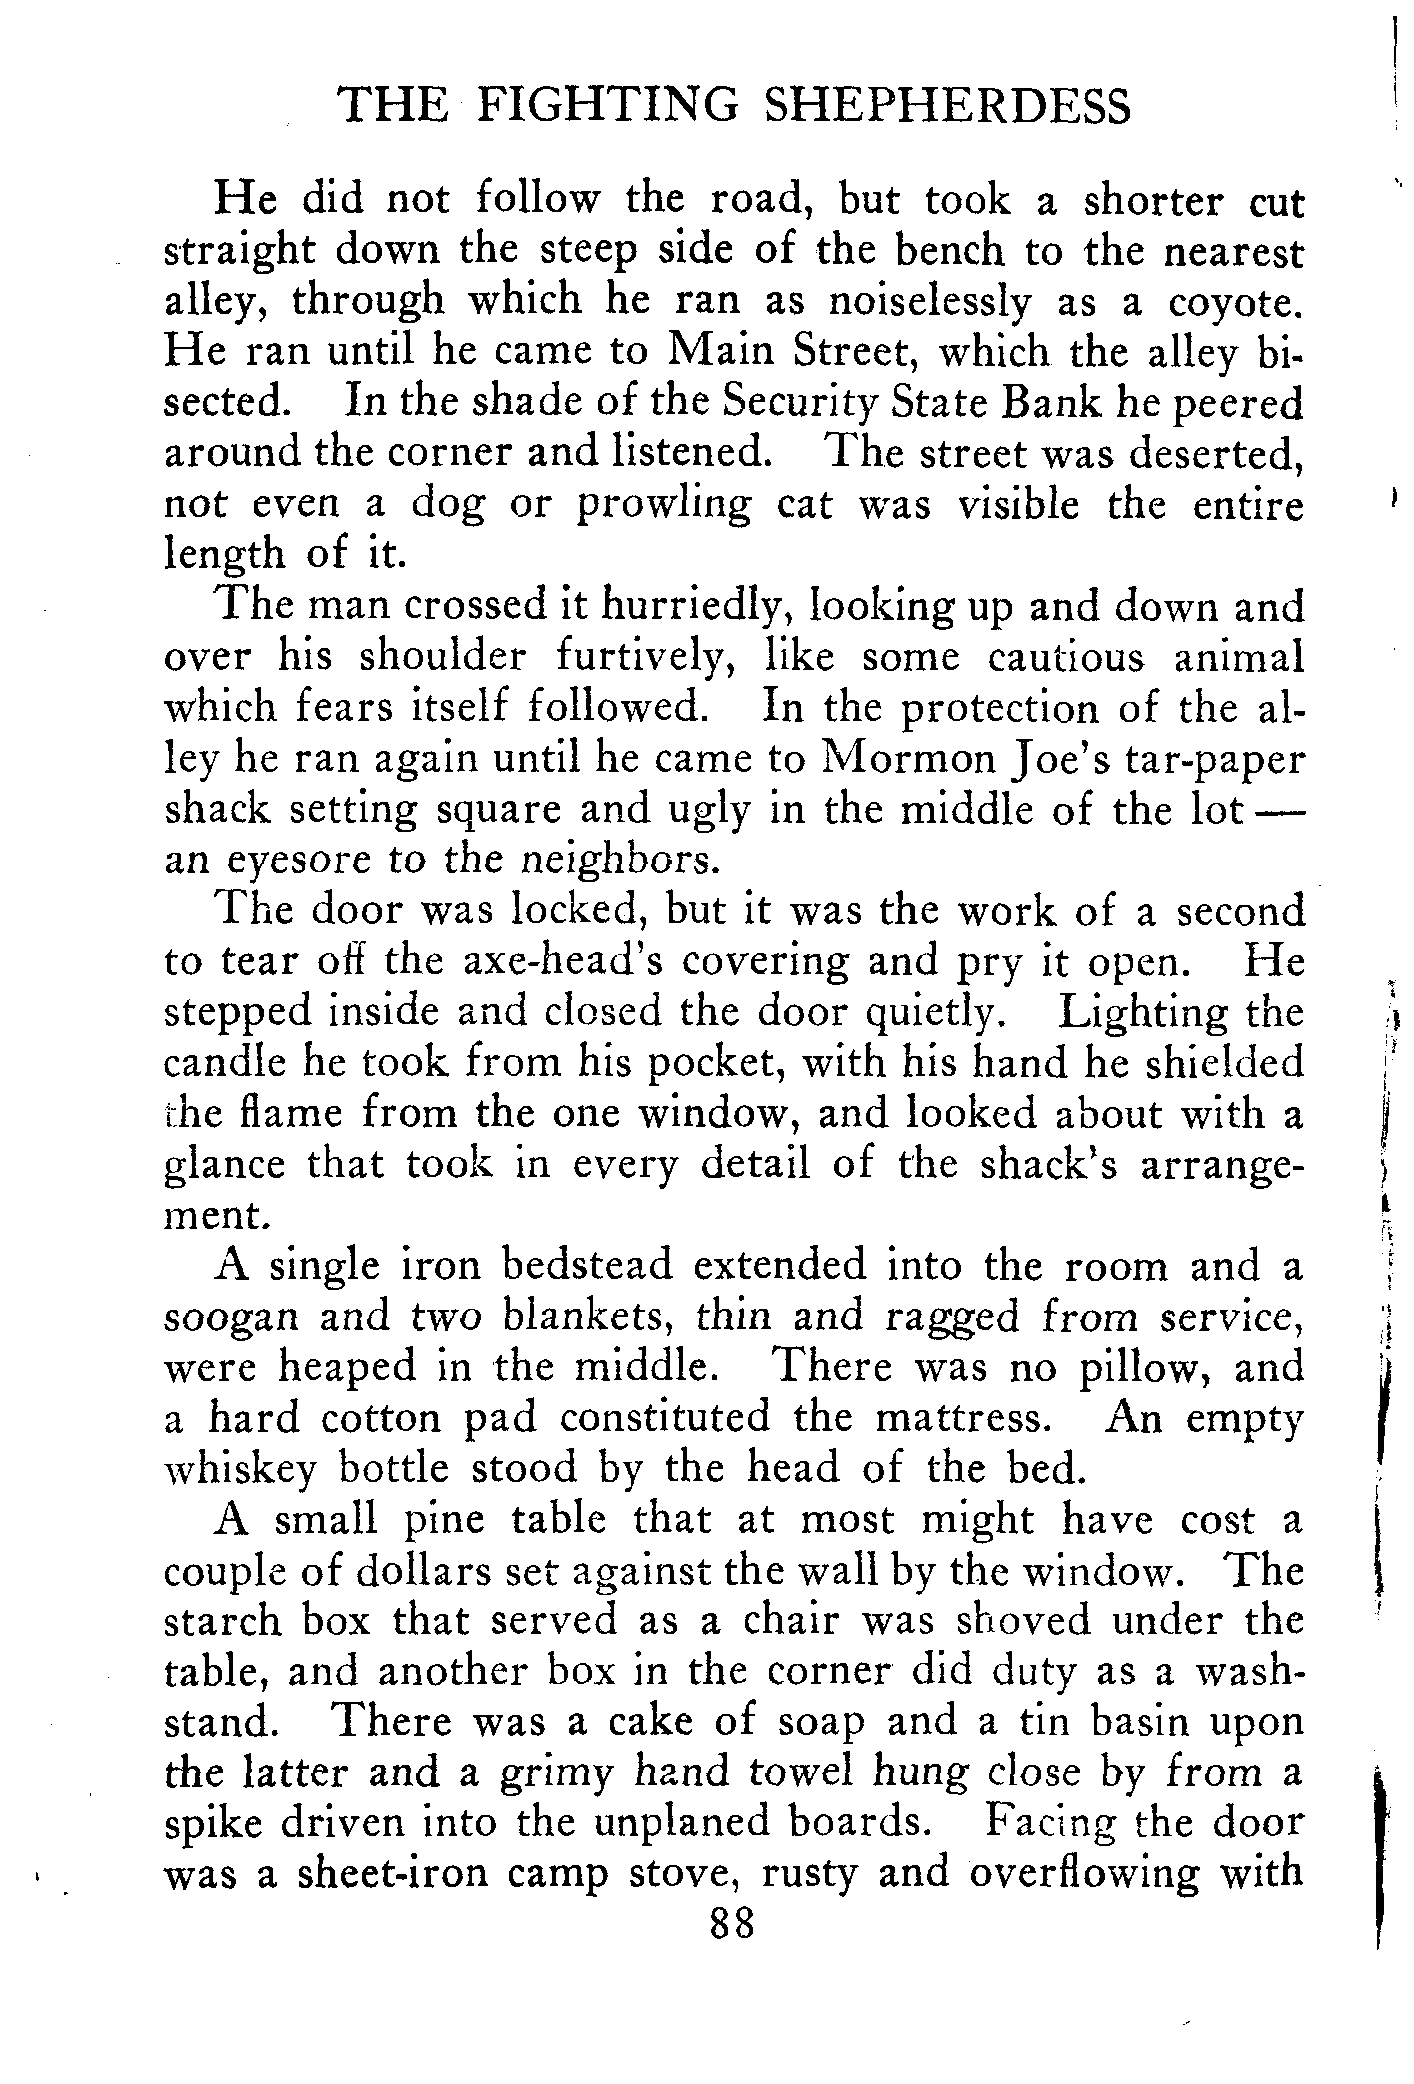 THE FIGHTING SHEPHERDESS
He did not follow the road, but took a shorter cut
straight down the steep side of the bench to the nearest
alley, through which he ran as noiselessly as a coyote.
He ran until he came to Main Street, which the alley bi-
sected. In the shade of the Security State Bank he peered
around the corner and listened. The street was deserted,
not even a dog or prowling cat was visible the entire
length of it.
The man crossed it hurriedly, looking up and down and
over his shoulder furtively, like some cautious animal
which fears itself followed. In the protection of the al-
ley he ran again until he came to Mormon Joe's tar-paper
shack setting square and ugly in the middle of the lot —
an eyesore to the neighbors.
The door was locked, but it was the work of a second
to tear off the axe-head's covering and pry it open. He
stepped inside and closed the door quietly. Lighting the
candle he took from his pocket, with his hand he shielded
the flame from the one window, and looked about with a
glance that took in every detail of the shack's arrange-
ment.
A single iron bedstead extended into the room and a
soogan and two blankets, thin and ragged from service,
were heaped in the middle. There was no pillow, and
a hard cotton pad constituted the mattress. An empty
whiskey bottle stood by the head of the bed.
A small pine table that at most might have cost a
couple of dollars set against the wall by the window. The
starch box that served as a chair was shoved under the
table, and another box in the corner did duty as a wash-
stand. There was a cake of soap and a tin basin upon
the latter and a grimy hand towel hung close by from a
spike driven into the unplaned boards. Facing the door
was a sheet-iron camp stove, rusty and overflowing with
88